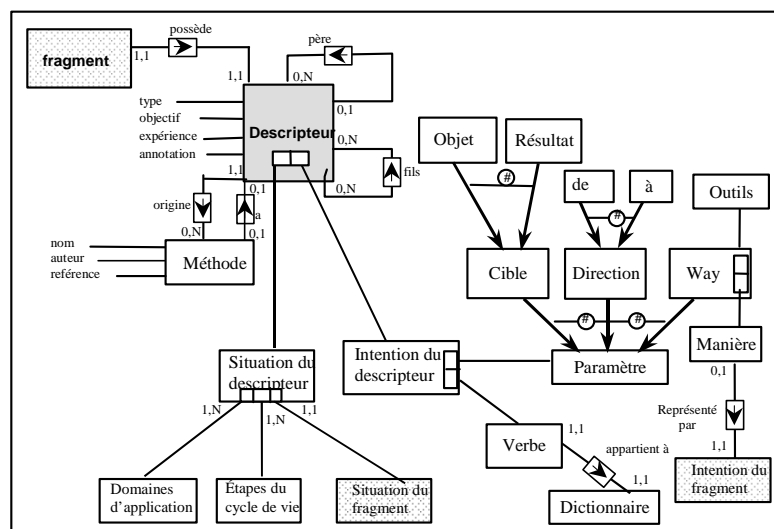 possède
fragment
1,1
1,1
père
0,N
0,1
type
objectif
expérience
annotation
Descripteur
0,N
fils
0,N
1,1
0,1
origine
a
0,N
0,1
nom
auteur
reférence
Méthode
Objet
Résultat
#
de
à
#
Outils
Cible
Direction
Way
#
#
Paramètre
Manière
0,1
Représenté
par
1,1
Intention du
fragment
Situation du
descripteur
Intention du
descripteur
1,N
1,N
1,1
Domaines
d’application
Étapes du
cycle de vie
Situation du
fragment
Verbe
1,1
appartient à
1,1
Dictionnaire